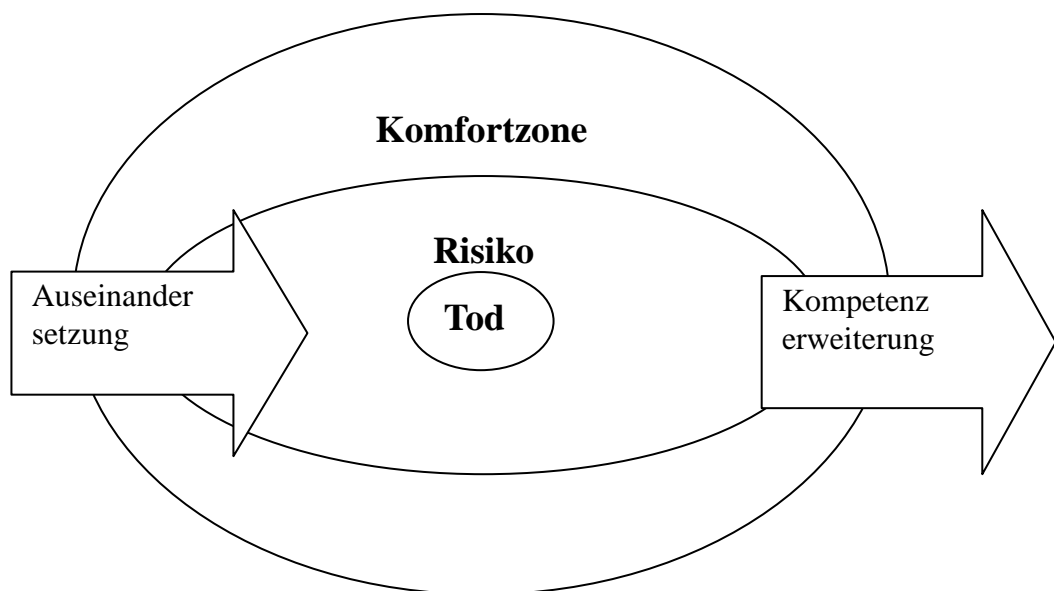 Komfortzone
Risiko
Tod
Auseinander
setzung
Kompetenz
erweiterung